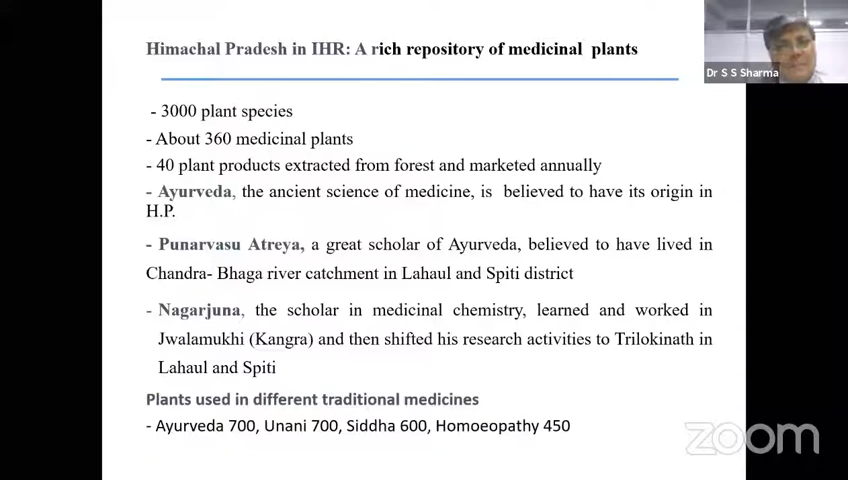 Himachal Pradesh in IHR: A rich repository of medicinal plants
Dr S S Sharma
- 3000 plant species
- About 360 medicinal plants
- 40 plant products extracted from forest and marketed annually
- Ayurveda, the ancient science of medicine, is believed to have its origin in
H.P.
- Punarvasu Atreya, a great scholar of Ayurveda, believed to have lived in
Chandra- Bhaga river catchment in Lahaul and Spiti district
- Nagarjuna, the scholar in medicinal chemistry, learned and worked in
Jwalamukhi (Kangra) and then shifted his research activities to Trilokinath in
Lahaul and Spiti
Plants used in different traditional medicines
- Ayurveda 700, Unani 700, Siddha 600, Homoeopathy 450
zoom